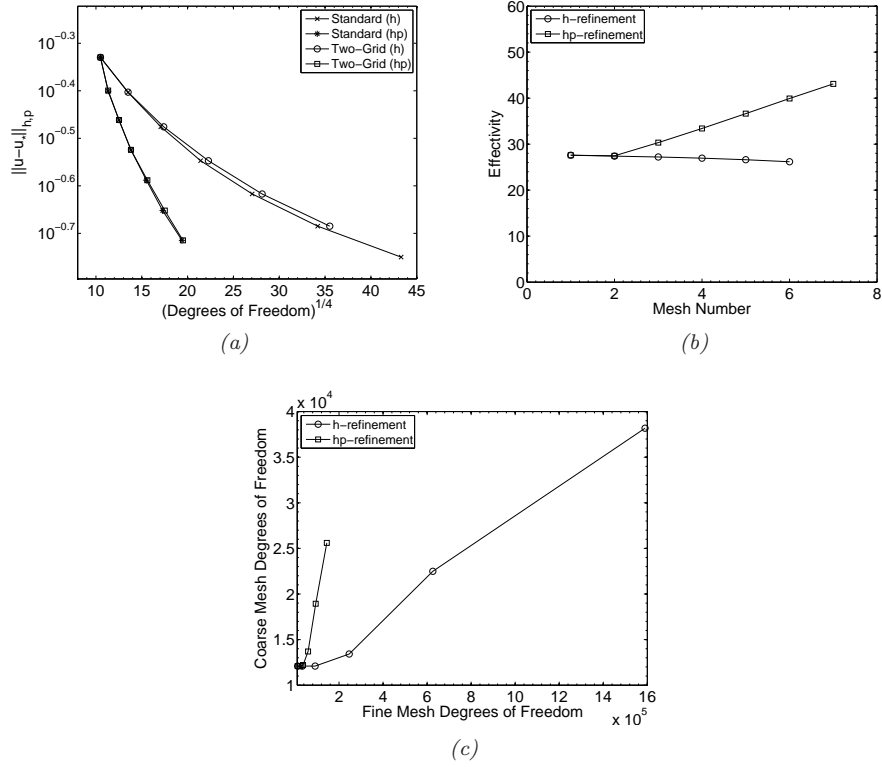 10^−0.3
10^−0.4
10^−0.5
10^−0.6
10^−0.7
||u−u_*||_h,p
10 15 20 25 30 35 40 45
(Degrees of Freedom)^1/4
Standard (h)
Standard (hp)
Two−Grid (h)
Two−Grid (hp)
(a)
60
50
40
30
20
10
0
Effectivity
0 2 4 6 8
Mesh Number
h−refinement
hp−refinement
(b)
x 10^4
4
3.5
3
2.5
2
1.5
1
Coarse Mesh Degrees of Freedom
2 4 6 8 10 12 14 16
x 10^5
Fine Mesh Degrees of Freedom
h−refinement
hp−refinement
(c)